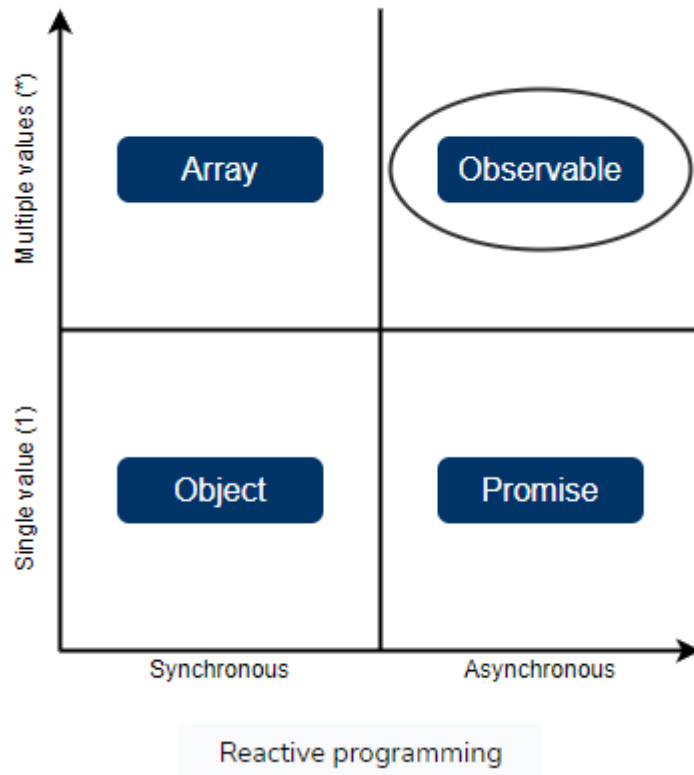 Multiple values (*)
Array
Observable
Single value (1)
Object
Promise
Synchronous
Asynchronous
Reactive programming